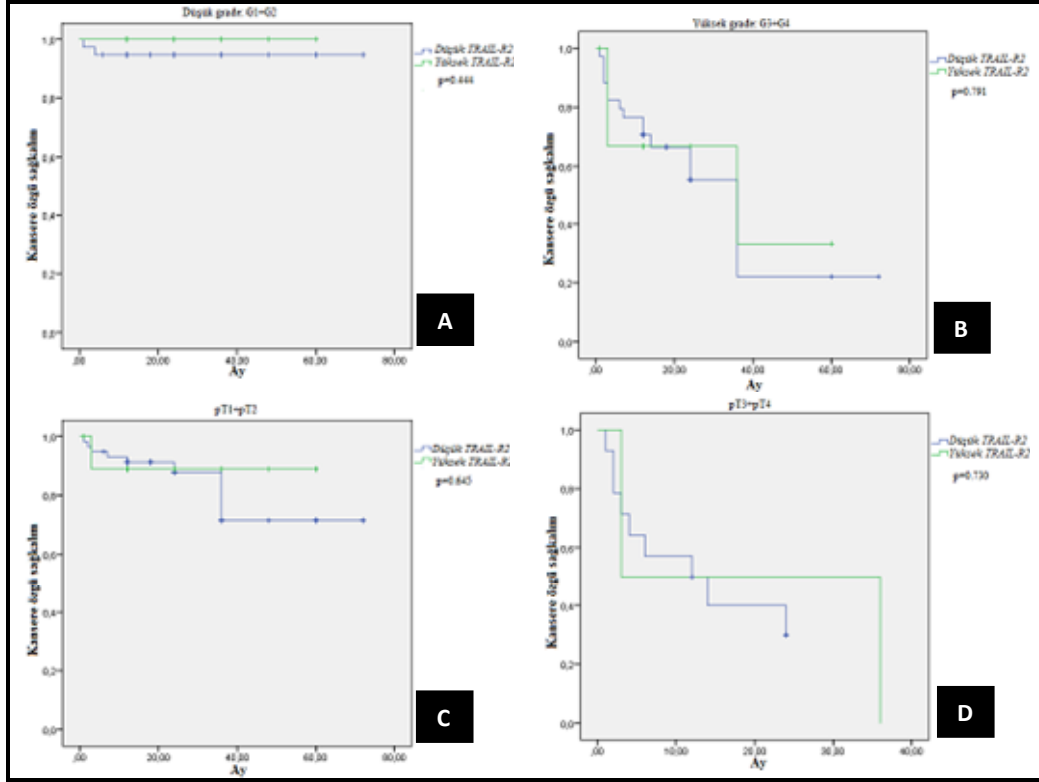 Düşük grade: G1+G2
Kansere özgü sağkalım
1,0
0,8
0,6
0,4
0,2
0,0
,00 20,00 40,00 60,00 80,00
Ay
Düşük TRAIL-R2
Yüksek TRAIL-R2
p=0.444
A
Yüksek grade: G3+G4
Kansere özgü sağkalım
1,0
0,8
0,6
0,4
0,2
0,0
,00 20,00 40,00 60,00 80,00
Ay
Düşük TRAIL-R2
Yüksek TRAIL-R2
p=0.791
B
pT1+pT2
Kansere özgü sağkalım
1,0
0,8
0,6
0,4
0,2
0,0
,00 20,00 40,00 60,00 80,00
Ay
Düşük TRAIL-R2
Yüksek TRAIL-R2
p=0.645
C
pT3+pT4
Kansere özgü sağkalım
1,0
0,8
0,6
0,4
0,2
0,0
,00 10,00 20,00 30,00 40,00
Ay
Düşük TRAIL-R2
Yüksek TRAIL-R2
p=0.730
D